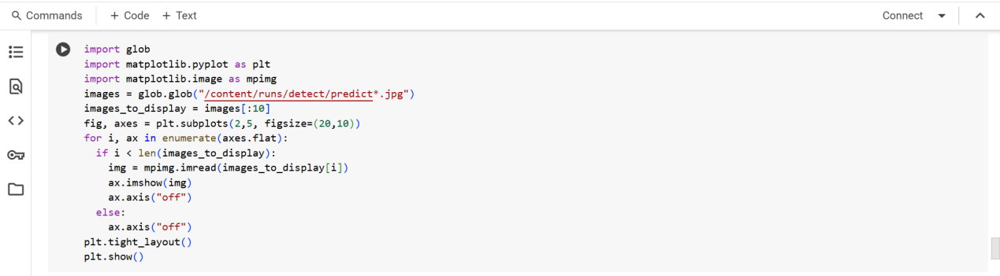 Commands + Code + Text Connect
import glob
import matplotlib.pyplot as plt
import matplotlib.image as mpimg
images = glob.glob("/content/runs/detect/predict*.jpg")
images_to_display = images[:10]
fig, axes = plt.subplots(2,5, figsize=(20,10))
for i, ax in enumerate(axes.flat):
  if i < len(images_to_display):
    img = mpimg.imread(images_to_display[i])
    ax.imshow(img)
    ax.axis("off")
  else:
    ax.axis("off")
plt.tight_layout()
plt.show()